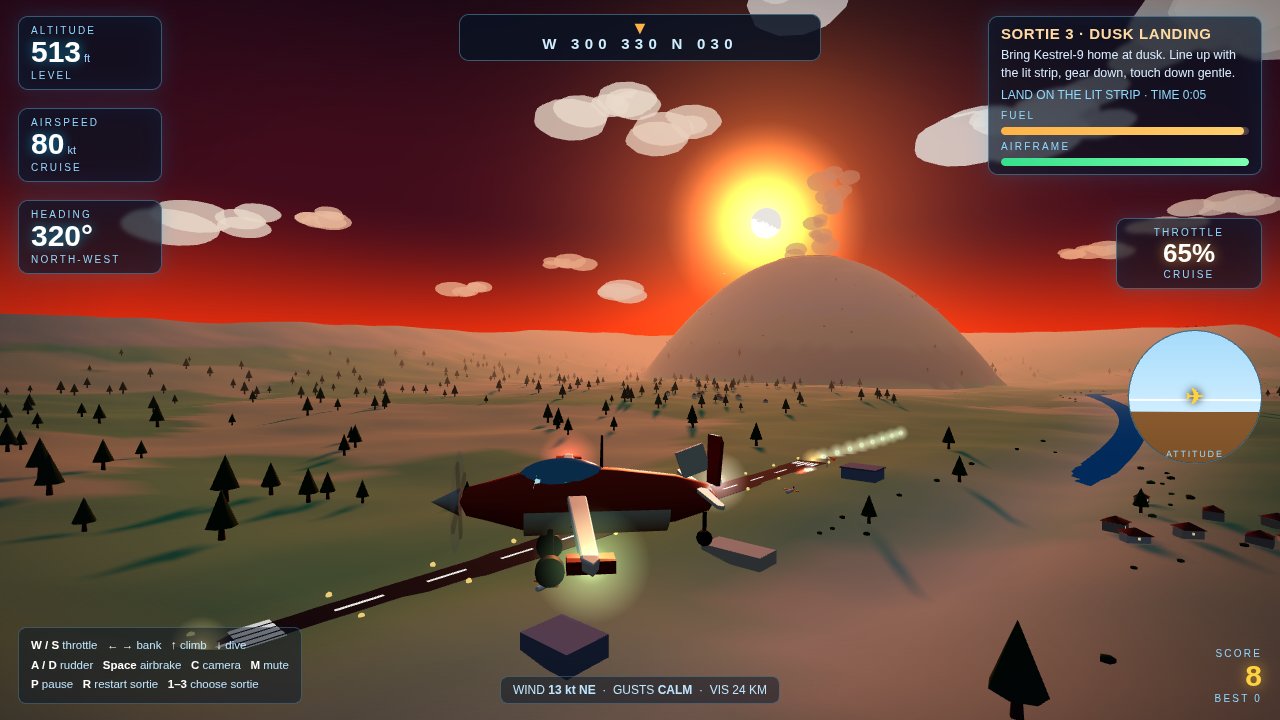 ALTITUDE
513 ft
LEVEL
AIRSPEED
80 kt
CRUISE
HEADING
320°
NORTH-WEST
W 300 330 N 030
SORTIE 3 · DUSK LANDING
Bring Kestrel-9 home at dusk. Line up with
the lit strip, gear down, touch down gentle.
LAND ON THE LIT STRIP · TIME 0:05
FUEL
AIRFRAME
THROTTLE
65%
CRUISE
ATTITUDE
W / S throttle ← → bank ↑ climb ↓ dive
A / D rudder Space airbrake C camera M mute
P pause R restart sortie 1–3 choose sortie
WIND 13 kt NE · GUSTS CALM · VIS 24 KM
SCORE
8
BEST 0